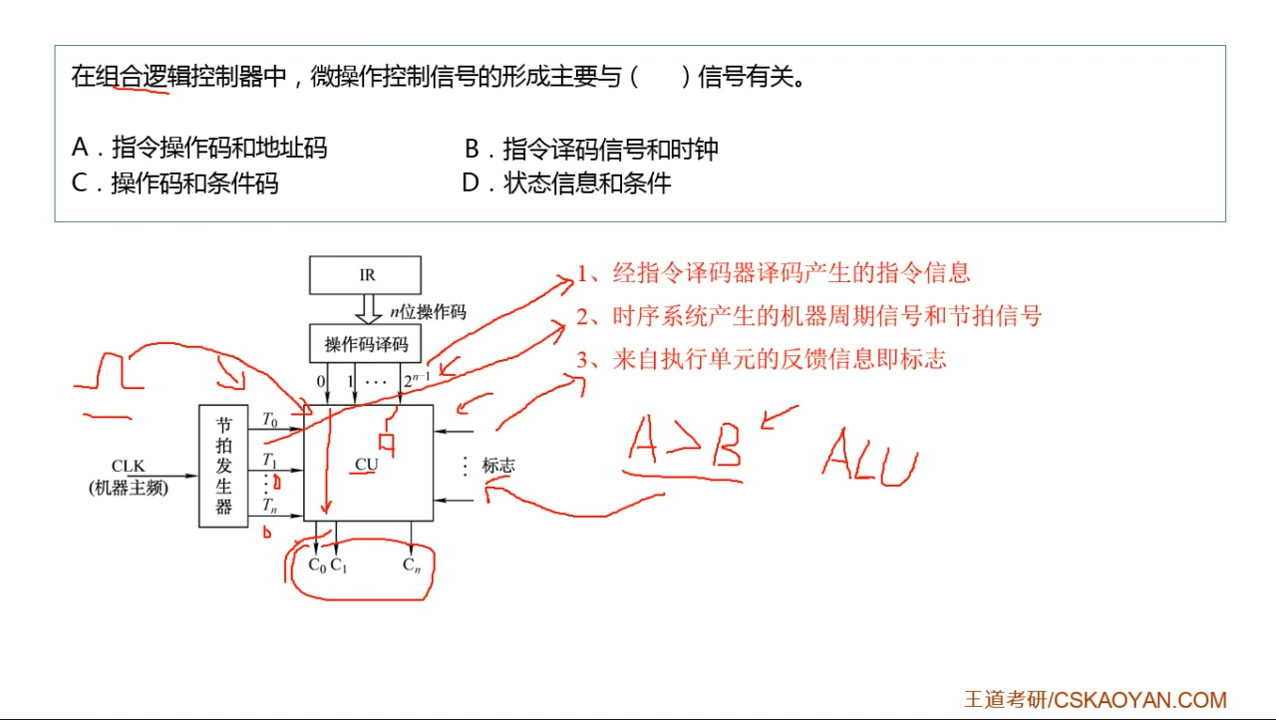 在组合逻辑控制器中，微操作控制信号的形成主要与（　　）信号有关。
A．指令操作码和地址码　　B．指令译码信号和时钟
C．操作码和条件码　　D．状态信息和条件
IR
n位操作码
操作码译码
0 1 ··· 2ⁿ⁻¹
1、经指令译码器译码产生的指令信息
2、时序系统产生的机器周期信号和节拍信号
3、来自执行单元的反馈信息即标志
CLK
(机器主频)
节拍发生器
T₀
T₁
⋮
Tₙ
CU
⋮ 标志
A>B
ALU
C₀ C₁ Cₙ
王道考研/CSKAOYAN.COM